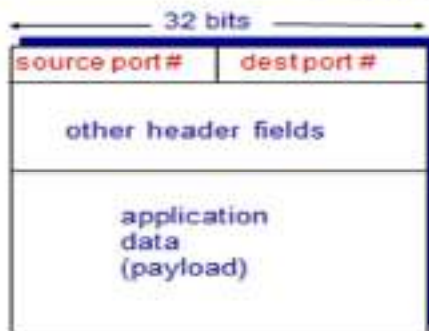 32 bits
source port # dest port #
other header fields
application
data
(payload)